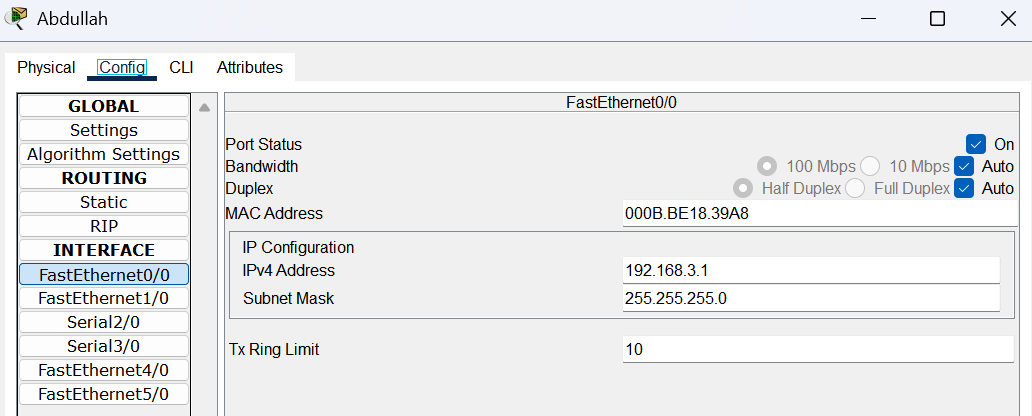 Abdullah
Physical Config CLI Attributes
GLOBAL
Settings
Algorithm Settings
ROUTING
Static
RIP
INTERFACE
FastEthernet0/0
FastEthernet1/0
Serial2/0
Serial3/0
FastEthernet4/0
FastEthernet5/0
FastEthernet0/0
Port Status On
Bandwidth 100 Mbps 10 Mbps Auto
Duplex Half Duplex Full Duplex Auto
MAC Address 000B.BE18.39A8
IP Configuration
IPv4 Address 192.168.3.1
Subnet Mask 255.255.255.0
Tx Ring Limit 10